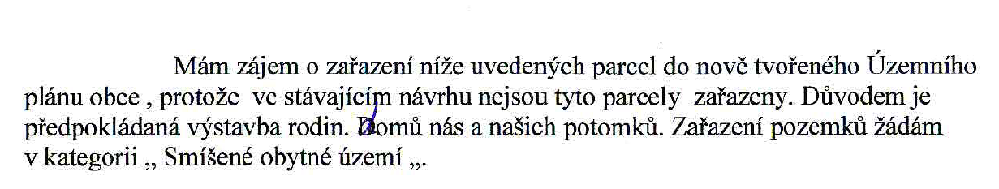 Mám zájem o zařazení níže uvedených parcel do nově tvořeného Územního
plánu obce , protože  ve stávajícím návrhu nejsou tyto parcely  zařazeny. Důvodem je
předpokládaná výstavba rodin. domů nás a našich potomků. Zařazení pozemků žádám
v kategorii „ Smíšené obytné území „.